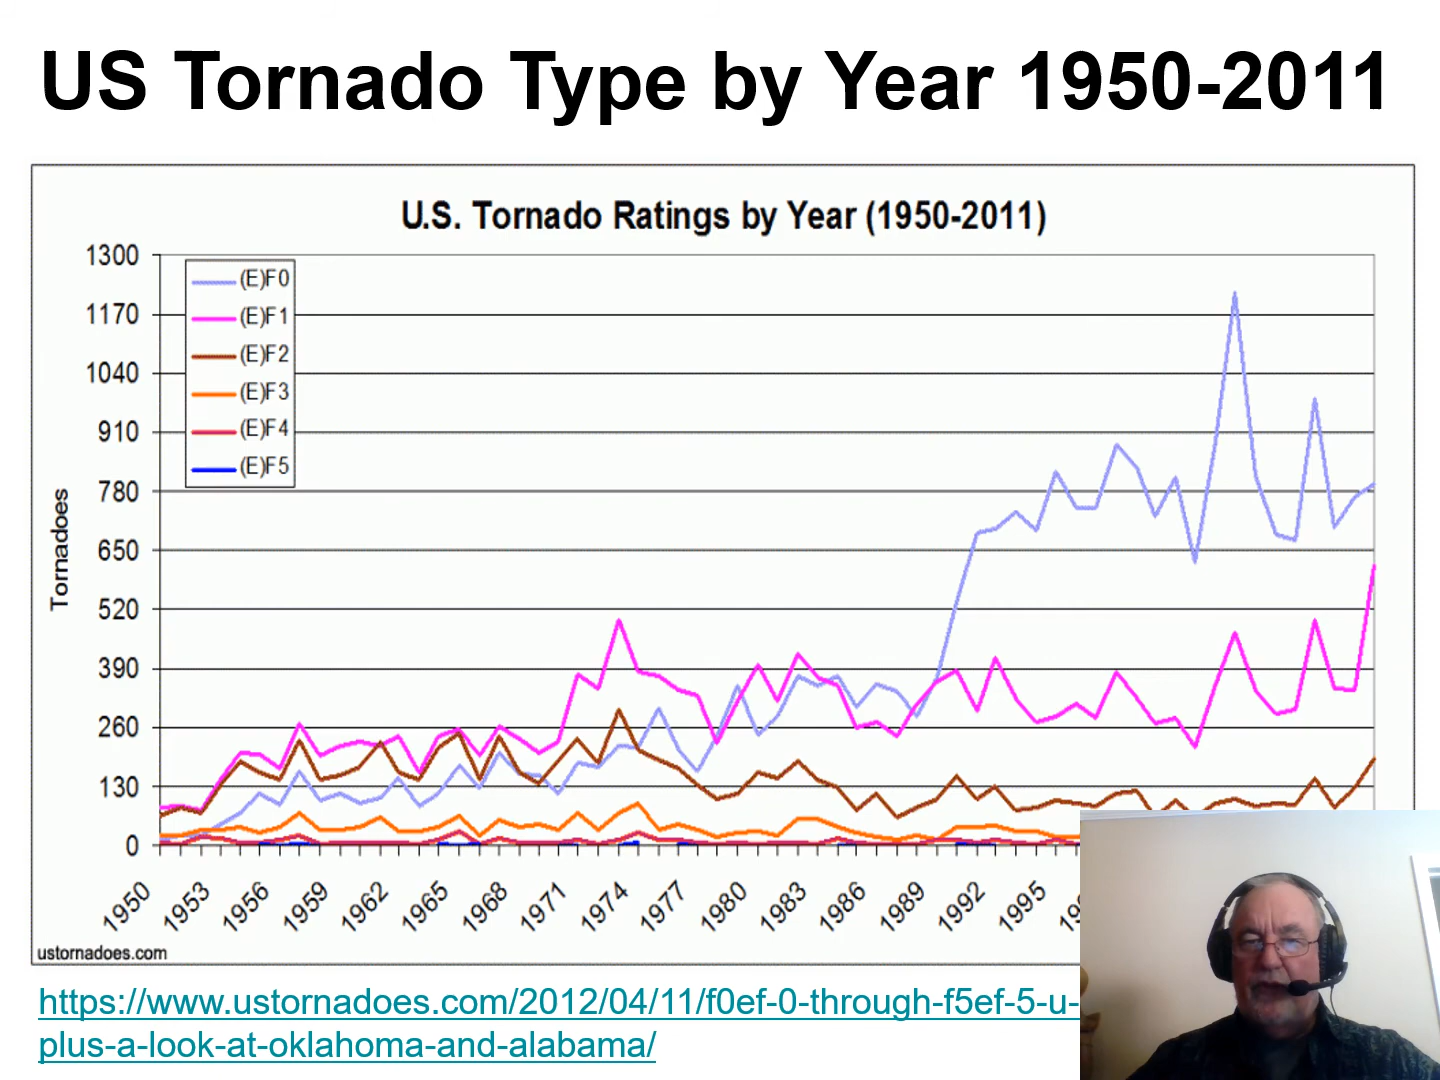 US Tornado Type by Year 1950-2011
U.S. Tornado Ratings by Year (1950-2011)
1300
1170
1040
910
780
650
520
390
260
130
0
Tornadoes
(E)F0
(E)F1
(E)F2
(E)F3
(E)F4
(E)F5
1950
1953
1956
1959
1962
1965
1968
1971
1974
1977
1980
1983
1986
1989
1992
1995
ustornadoes.com
https://www.ustornadoes.com/2012/04/11/f0ef-0-through-f5ef-5-u-
plus-a-look-at-oklahoma-and-alabama/